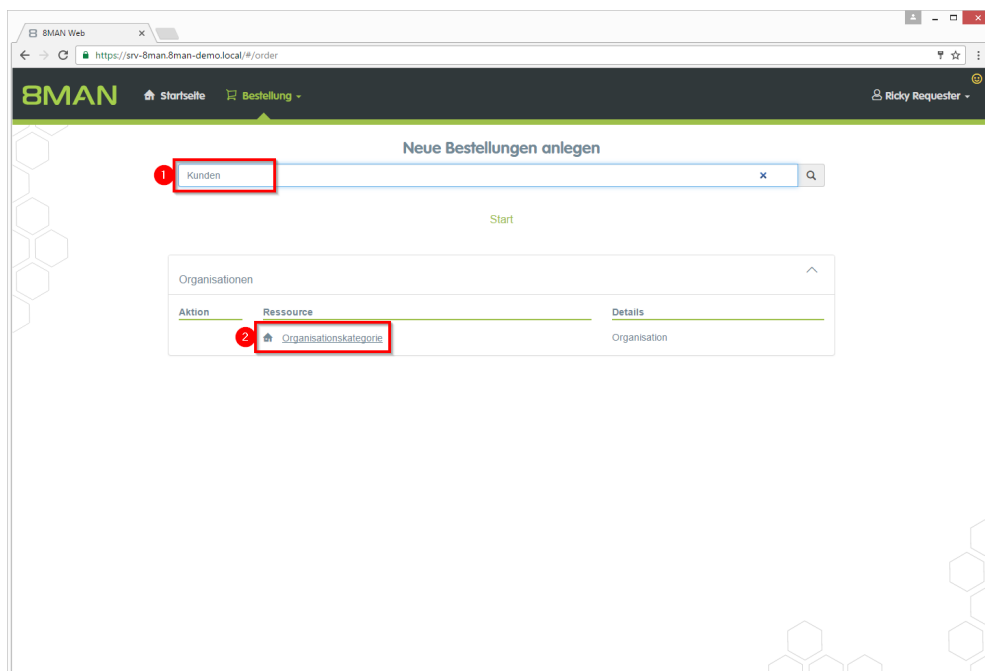 8MAN Web
https://srv-8man.8man-demo.local/#/order
8MAN Startseite Bestellung Ricky Requester
Neue Bestellungen anlegen
1 Kunden
Start
Organisationen
Aktion Ressource Details
2 Organisationskategorie Organisation